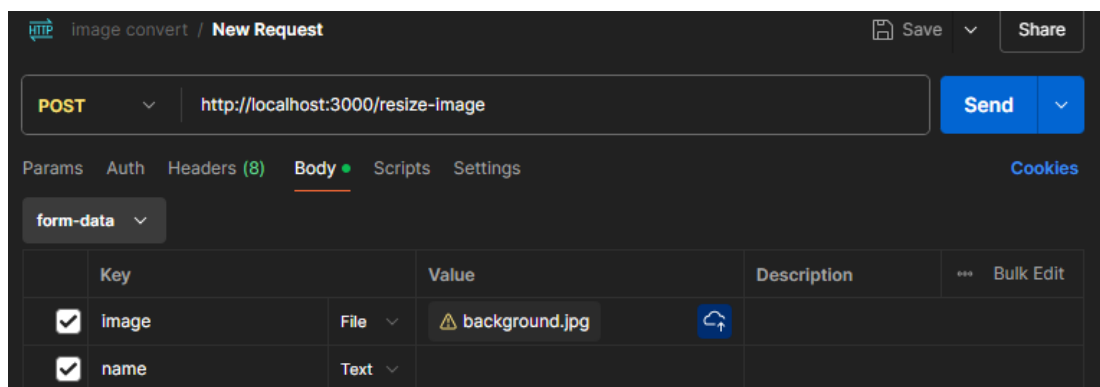 HTTP image convert / New Request Save Share
POST http://localhost:3000/resize-image Send
Params Auth Headers (8) Body Scripts Settings Cookies
form-data
Key Value Description Bulk Edit
image File background.jpg
name Text